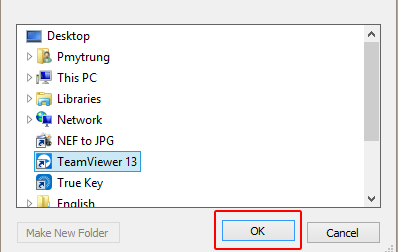 Desktop
Pmytrung
This PC
Libraries
Network
NEF to JPG
TeamViewer 13
True Key
English
Make New Folder OK Cancel